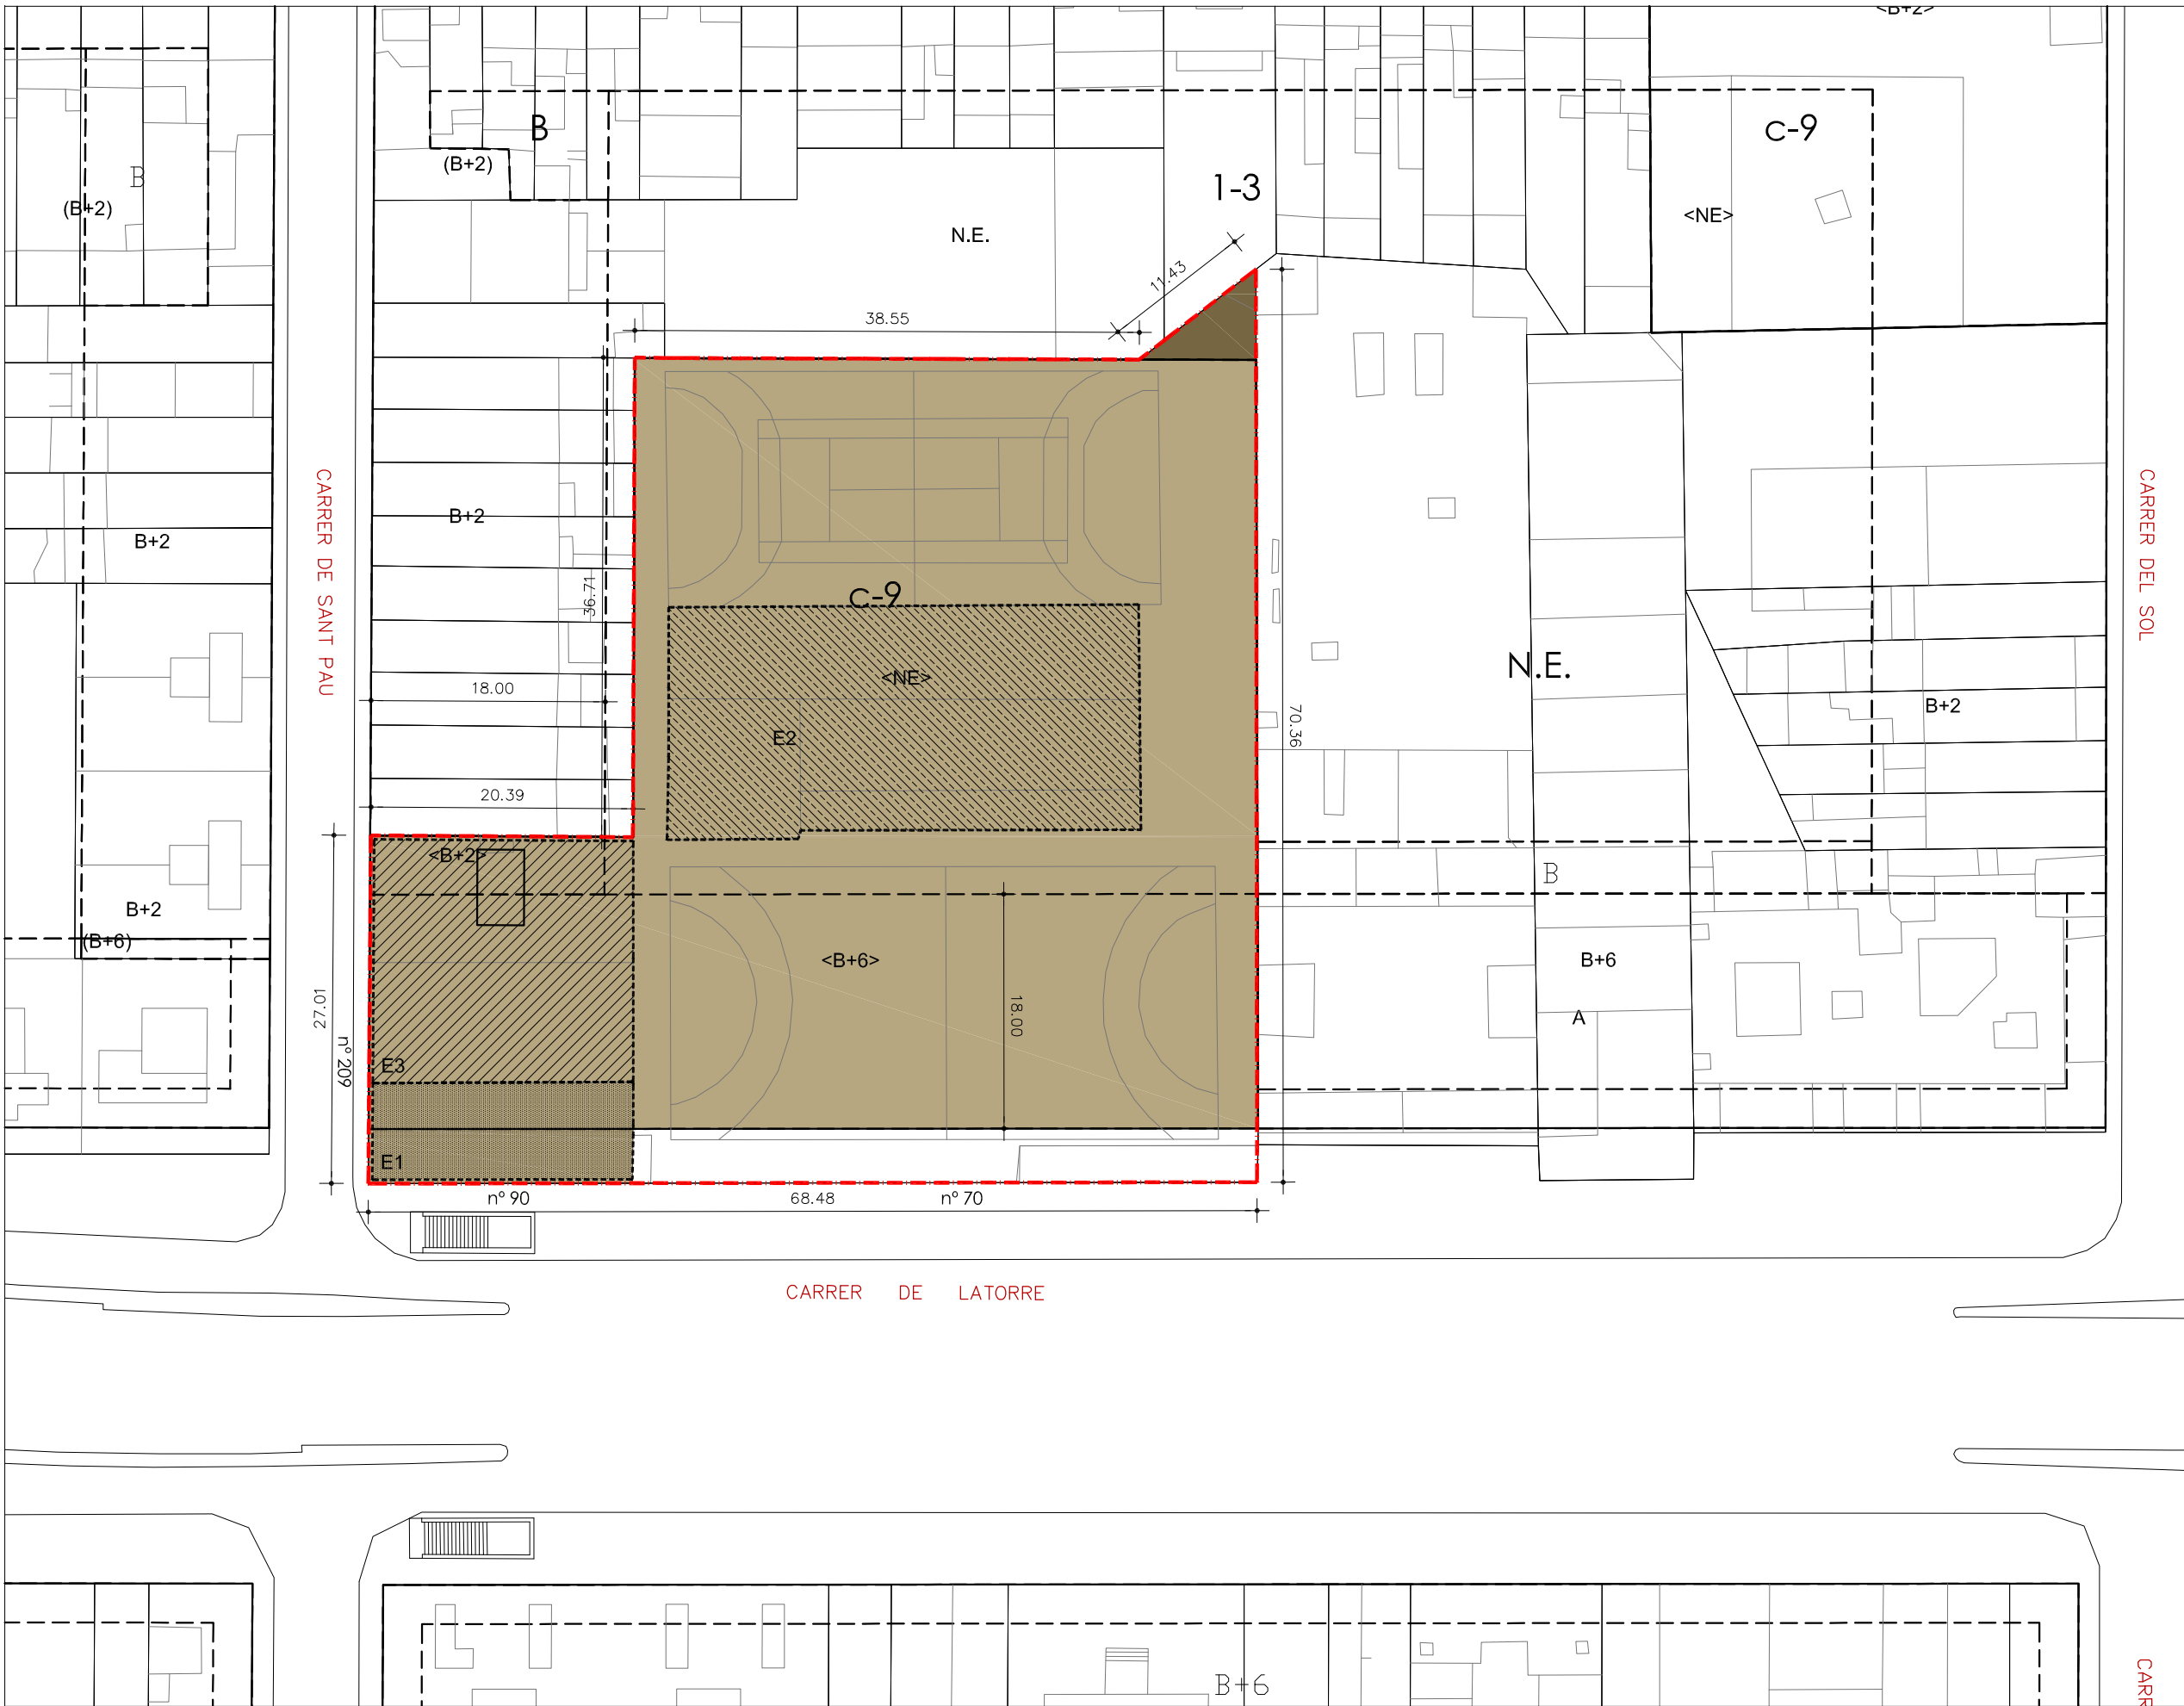 <B+2>
B
C-9
(B+2)
B
1-3
(B+2)
<NE>
N.E.
11.43
38.55
CARRER DE SANT PAU
CARRER DEL SOL
B+2
B+2
36.71
C-9
N.E.
<NE>
18.00
B+2
70.36
E2
20.39
<B+2>
B
B+2
(B+6)
<B+6>
B+6
27.01
18.00
A
nº 209
E3
E1
nº 90
68.48
nº 70
CARRER DE LATORRE
B+6
CARR